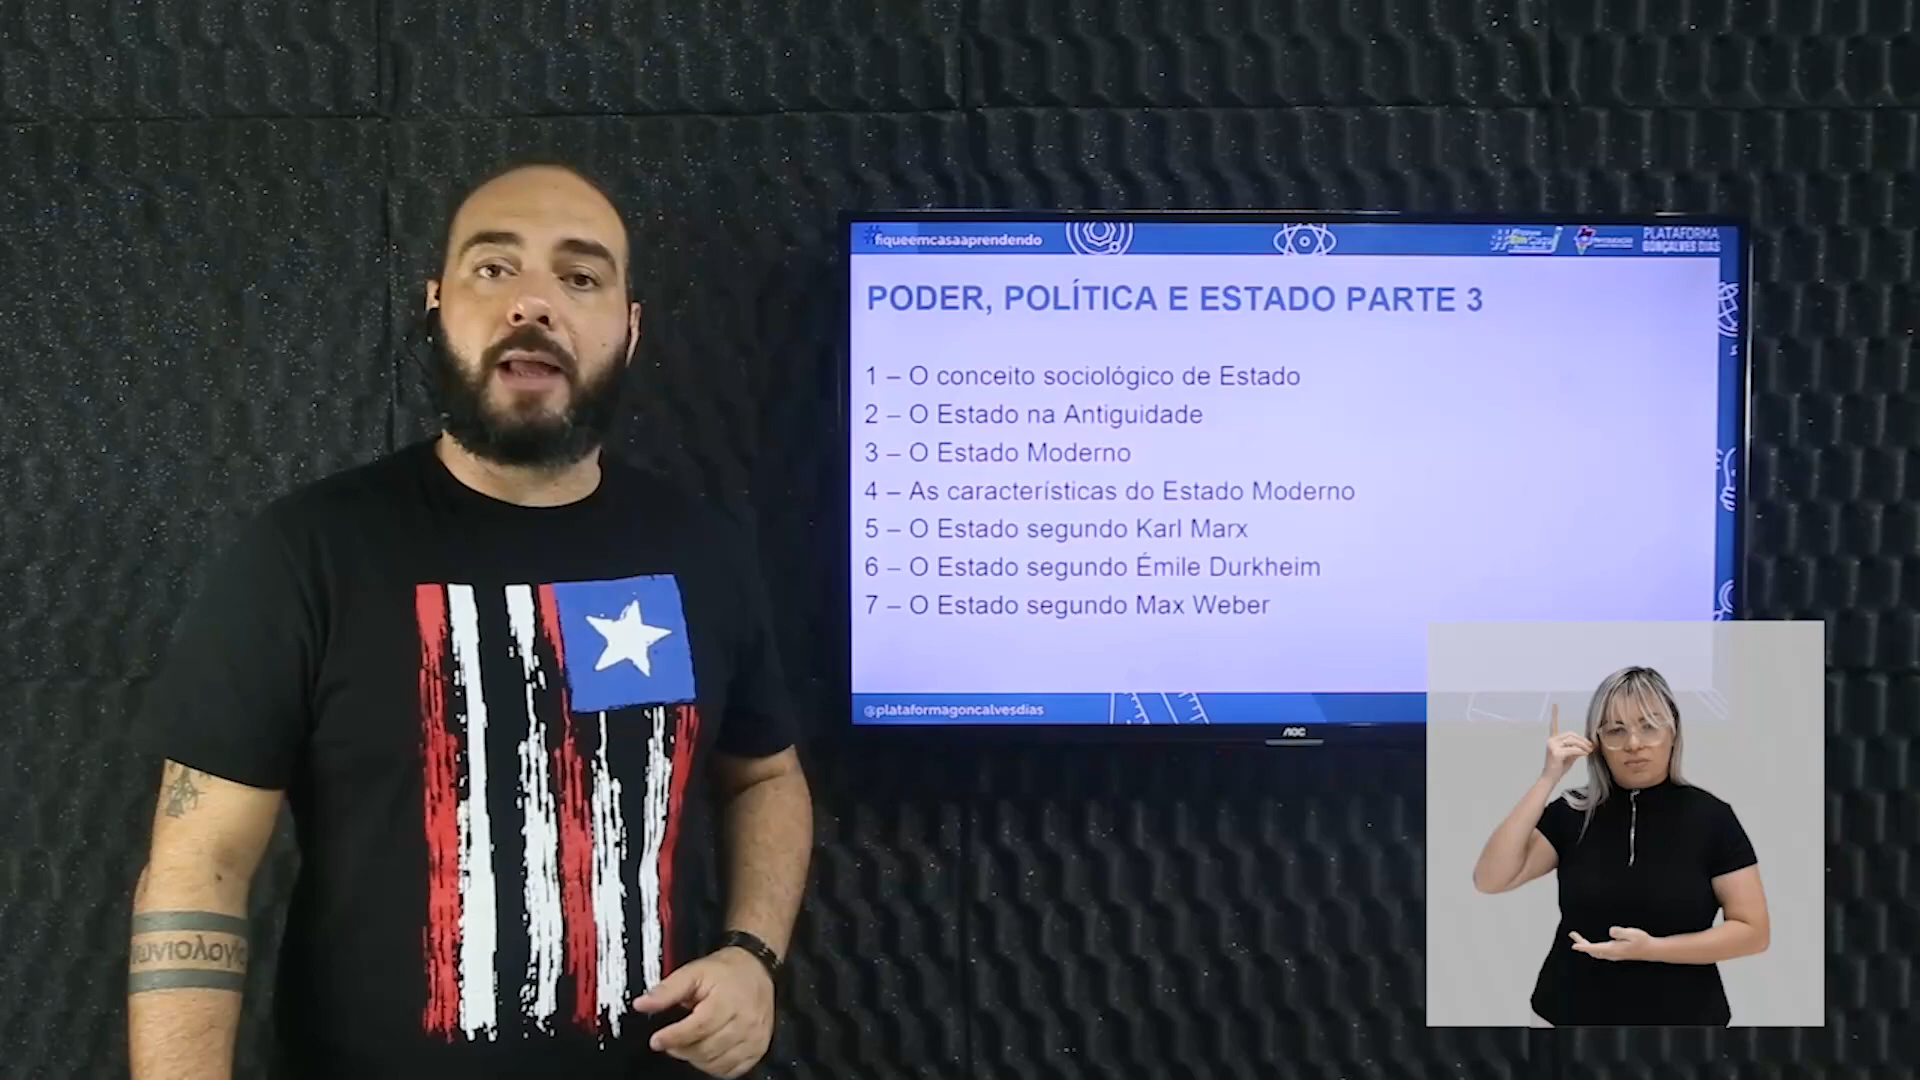 #fiqueemcasaaprendendo
PLATAFORMA
GONÇALVES DIAS
PODER, POLÍTICA E ESTADO PARTE 3
1 – O conceito sociológico de Estado
2 – O Estado na Antiguidade
3 – O Estado Moderno
4 – As características do Estado Moderno
5 – O Estado segundo Karl Marx
6 – O Estado segundo Émile Durkheim
7 – O Estado segundo Max Weber
@plataformagoncalvesdias
AOC